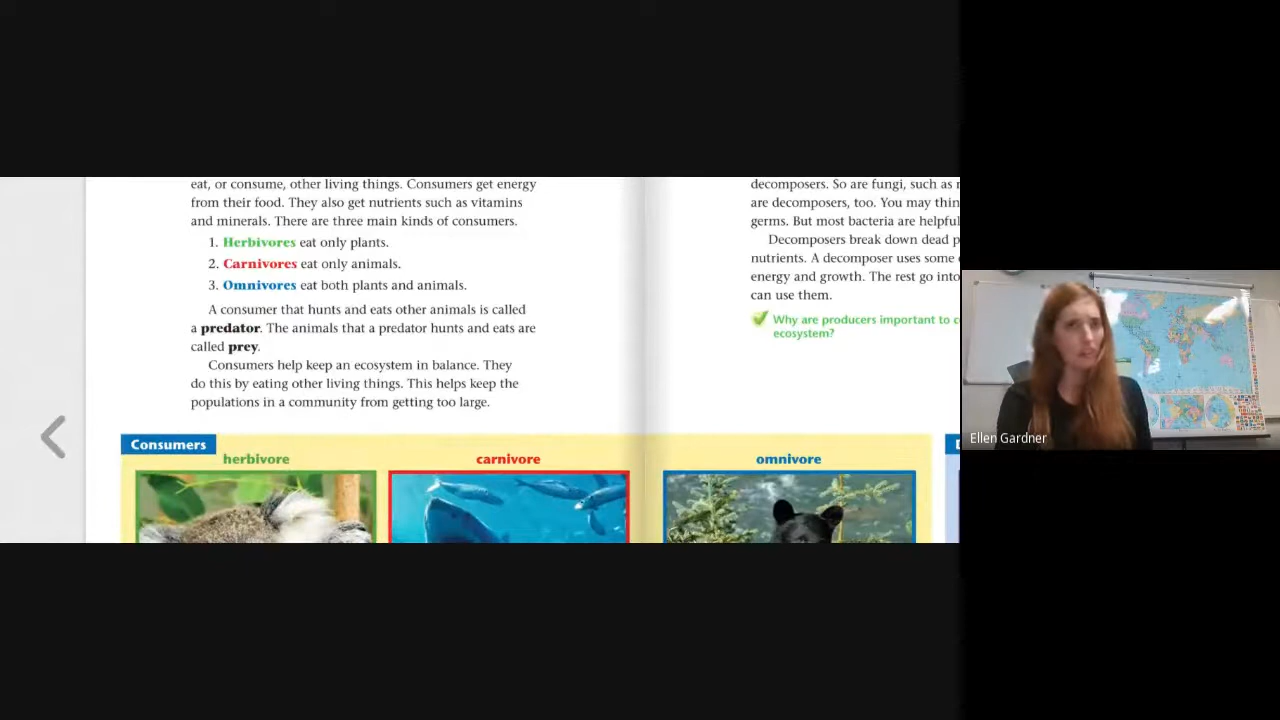 eat, or consume, other living things. Consumers get energy
from their food. They also get nutrients such as vitamins
and minerals. There are three main kinds of consumers.
1. Herbivores eat only plants.
2. Carnivores eat only animals.
3. Omnivores eat both plants and animals.
A consumer that hunts and eats other animals is called
a predator. The animals that a predator hunts and eats are
called prey.
Consumers help keep an ecosystem in balance. They
do this by eating other living things. This helps keep the
populations in a community from getting too large.
decomposers. So are fungi, such as
are decomposers, too. You may thin
germs. But most bacteria are helpful
Decomposers break down dead p
nutrients. A decomposer uses some
energy and growth. The rest go into
can use them.
Why are producers important to
ecosystem?
Consumers
herbivore
carnivore
omnivore
Ellen Gardner